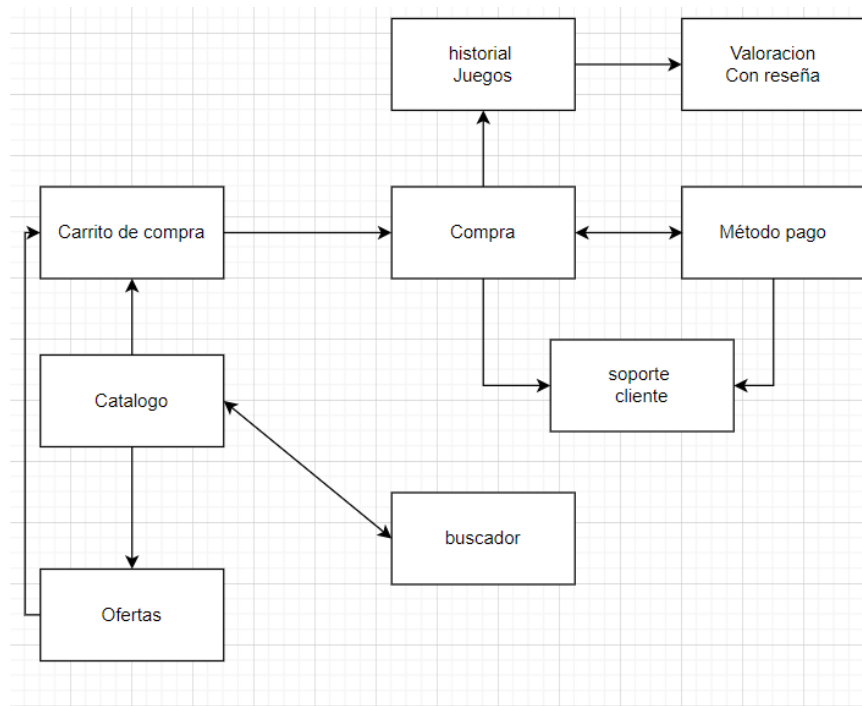 historial
Juegos
Valoracion
Con reseña
Carrito de compra
Compra
Método pago
Catalogo
soporte
cliente
buscador
Ofertas